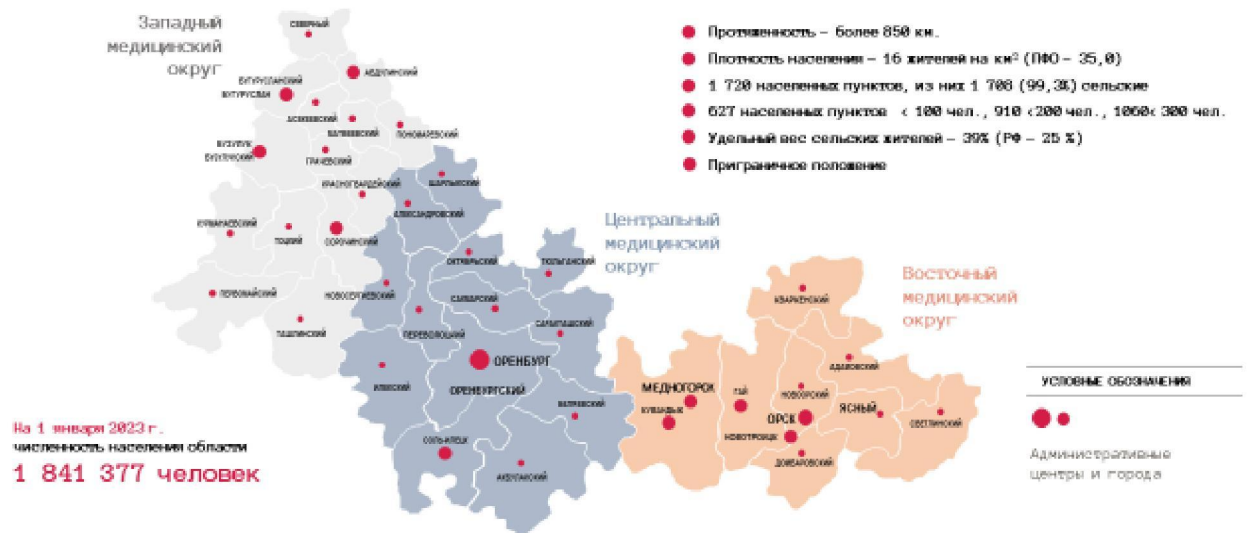 Западный
медицинский
округ
СЕВЕРНЫЙ
АБДУЛИНСКИЙ
БУГУРУСЛАНСКИЙ
БУГУРУСЛАН
АСЕКЕЕВСКИЙ
МАТВЕЕВСКИЙ
ПОНОМАРЕВСКИЙ
БУЗУЛУК
БУЗУЛУКСКИЙ
ГРАЧЕВСКИЙ
КРАСНОГВАРДЕЙСКИЙ
ШАРЛЫКСКИЙ
АЛЕКСАНДРОВСКИЙ
КУРМАНАЕВСКИЙ
ТОЦКИЙ
СОРОЧИНСКИЙ
ОКТЯБРЬСКИЙ
ТЮЛЬГАНСКИЙ
ПЕРВОМАЙСКИЙ
НОВОСЕРГИЕВСКИЙ
САКМАРСКИЙ
ТАШЛИНСКИЙ
ПЕРЕВОЛОЦКИЙ
САРАКТАШСКИЙ
ОРЕНБУРГ
ИЛЕКСКИЙ
ОРЕНБУРГСКИЙ
БЕЛЯЕВСКИЙ
СОЛЬ-ИЛЕЦК
АКБУЛАКСКИЙ
Центральный
медицинский
округ
Восточный
медицинский
округ
КВАРКЕНСКИЙ
АДАМОВСКИЙ
МЕДНОГОРСК
КУВАНДЫК
ГАЙ
НОВООРСКИЙ
ОРСК
ЯСНЫЙ
СВЕТЛИНСКИЙ
НОВОТРОИЦК
ДОМБАРОВСКИЙ
Протяженность – более 850 км.
Плотность населения – 16 жителей на км² (ПФО – 35,0)
1 720 населенных пунктов, из них 1 708 (99,3%) сельские
627 населенных пунктов < 100 чел., 910 <200 чел., 1060< 300 чел.
Удельный вес сельских жителей – 39% (РФ – 25 %)
Приграничное положение
УСЛОВНЫЕ ОБОЗНАЧЕНИЯ
Административные
центры и города
На 1 января 2023 г.
численность населения области
1 841 377 человек